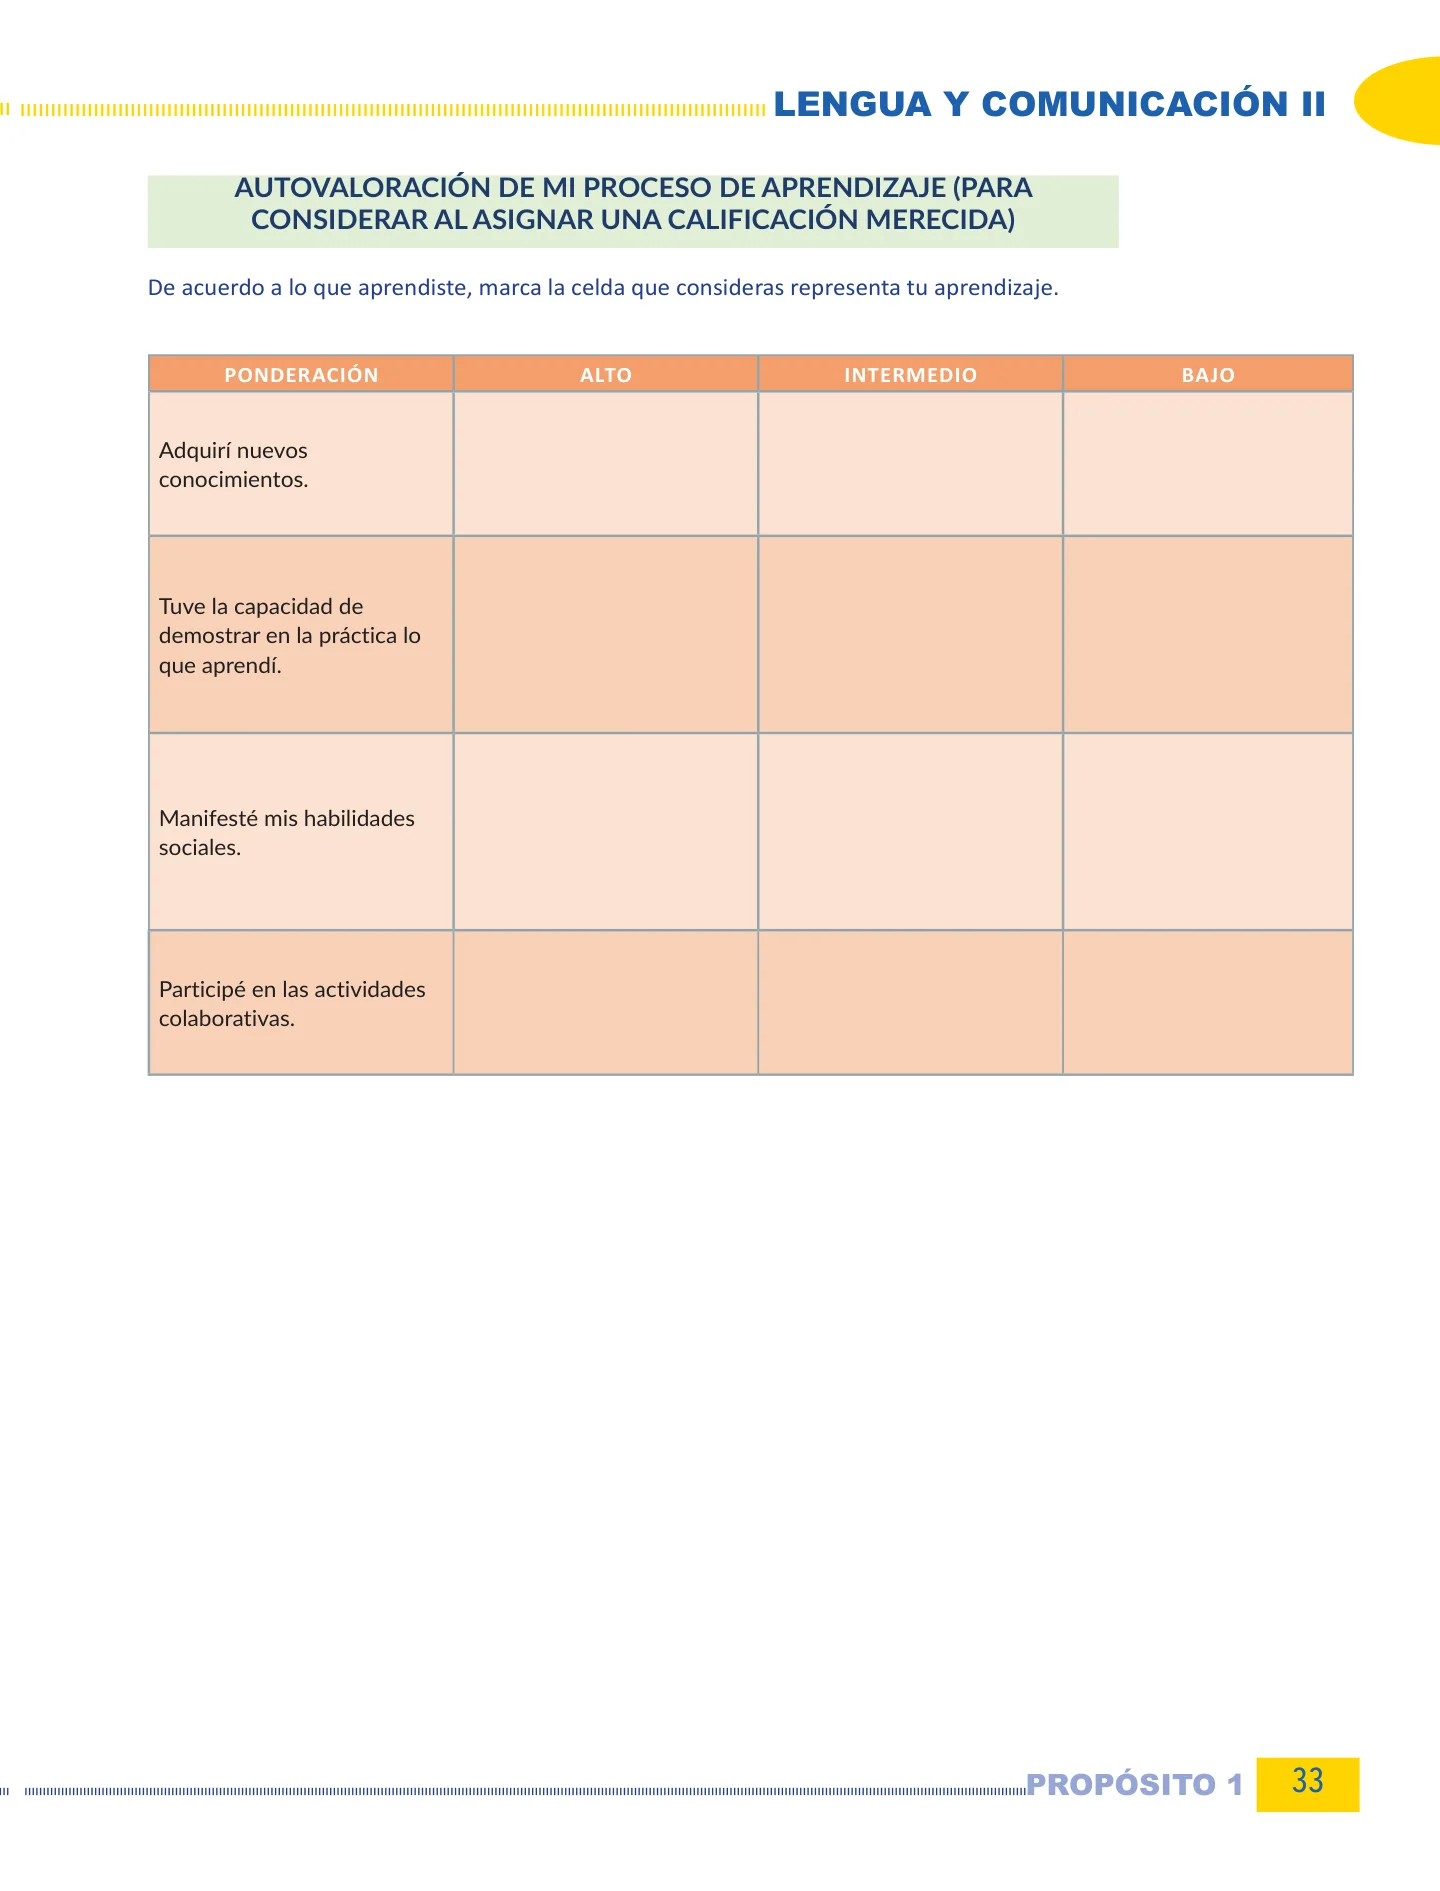 LENGUA Y COMUNICACIÓN II
AUTOVALORACIÓN DE MI PROCESO DE APRENDIZAJE (PARA
CONSIDERAR AL ASIGNAR UNA CALIFICACIÓN MERECIDA)
De acuerdo a lo que aprendiste, marca la celda que consideras representa tu aprendizaje.
PONDERACIÓN ALTO INTERMEDIO BAJO
Adquirí nuevos
conocimientos.
Tuve la capacidad de
demostrar en la práctica lo
que aprendí.
Manifesté mis habilidades
sociales.
Participé en las actividades
colaborativas.
PROPÓSITO 1 33